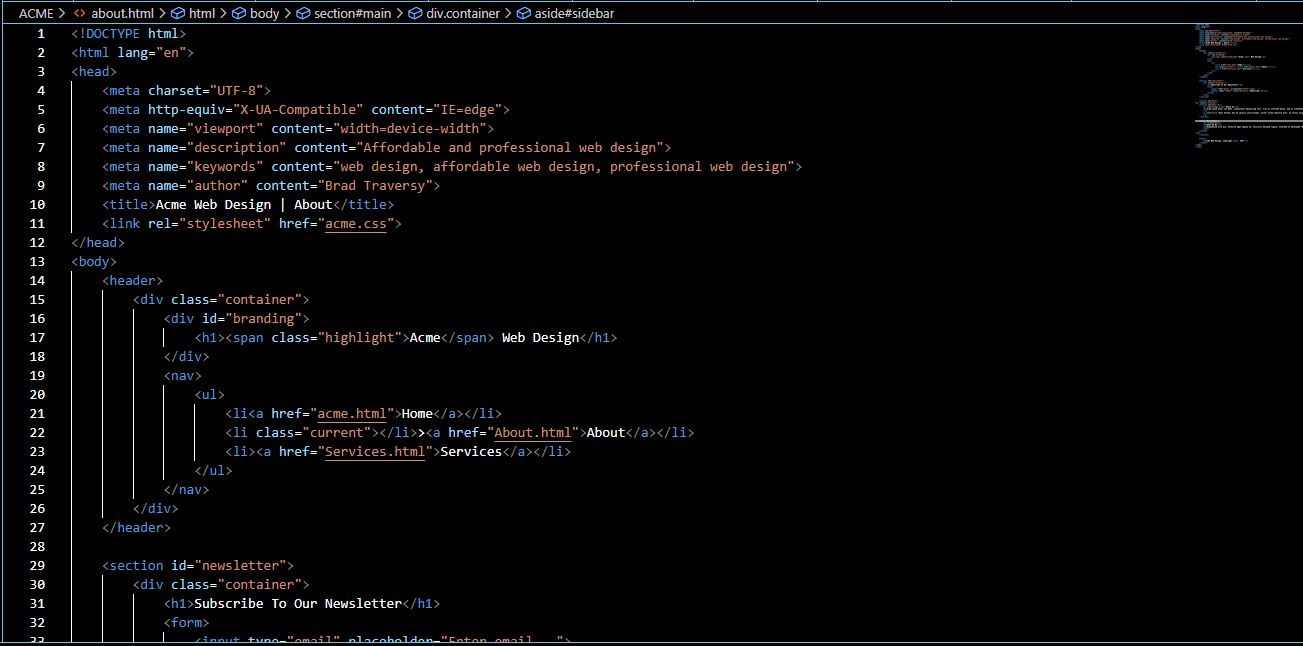 ACME > <> about.html > html > body > section#main > div.container > aside#sidebar
1 <!DOCTYPE html>
2 <html lang="en">
3 <head>
4 <meta charset="UTF-8">
5 <meta http-equiv="X-UA-Compatible" content="IE=edge">
6 <meta name="viewport" content="width=device-width">
7 <meta name="description" content="Affordable and professional web design">
8 <meta name="keywords" content="web design, affordable web design, professional web design">
9 <meta name="author" content="Brad Traversy">
10 <title>Acme Web Design | About</title>
11 <link rel="stylesheet" href="acme.css">
12 </head>
13 <body>
14 <header>
15 <div class="container">
16 <div id="branding">
17 <h1><span class="highlight">Acme</span> Web Design</h1>
18 </div>
19 <nav>
20 <ul>
21 <li<a href="acme.html">Home</a></li>
22 <li class="current"></li>><a href="About.html">About</a></li>
23 <li><a href="Services.html">Services</a></li>
24 </ul>
25 </nav>
26 </div>
27 </header>
28
29 <section id="newsletter">
30 <div class="container">
31 <h1>Subscribe To Our Newsletter</h1>
32 <form>
33 <input type="email" placeholder="Enter email...">